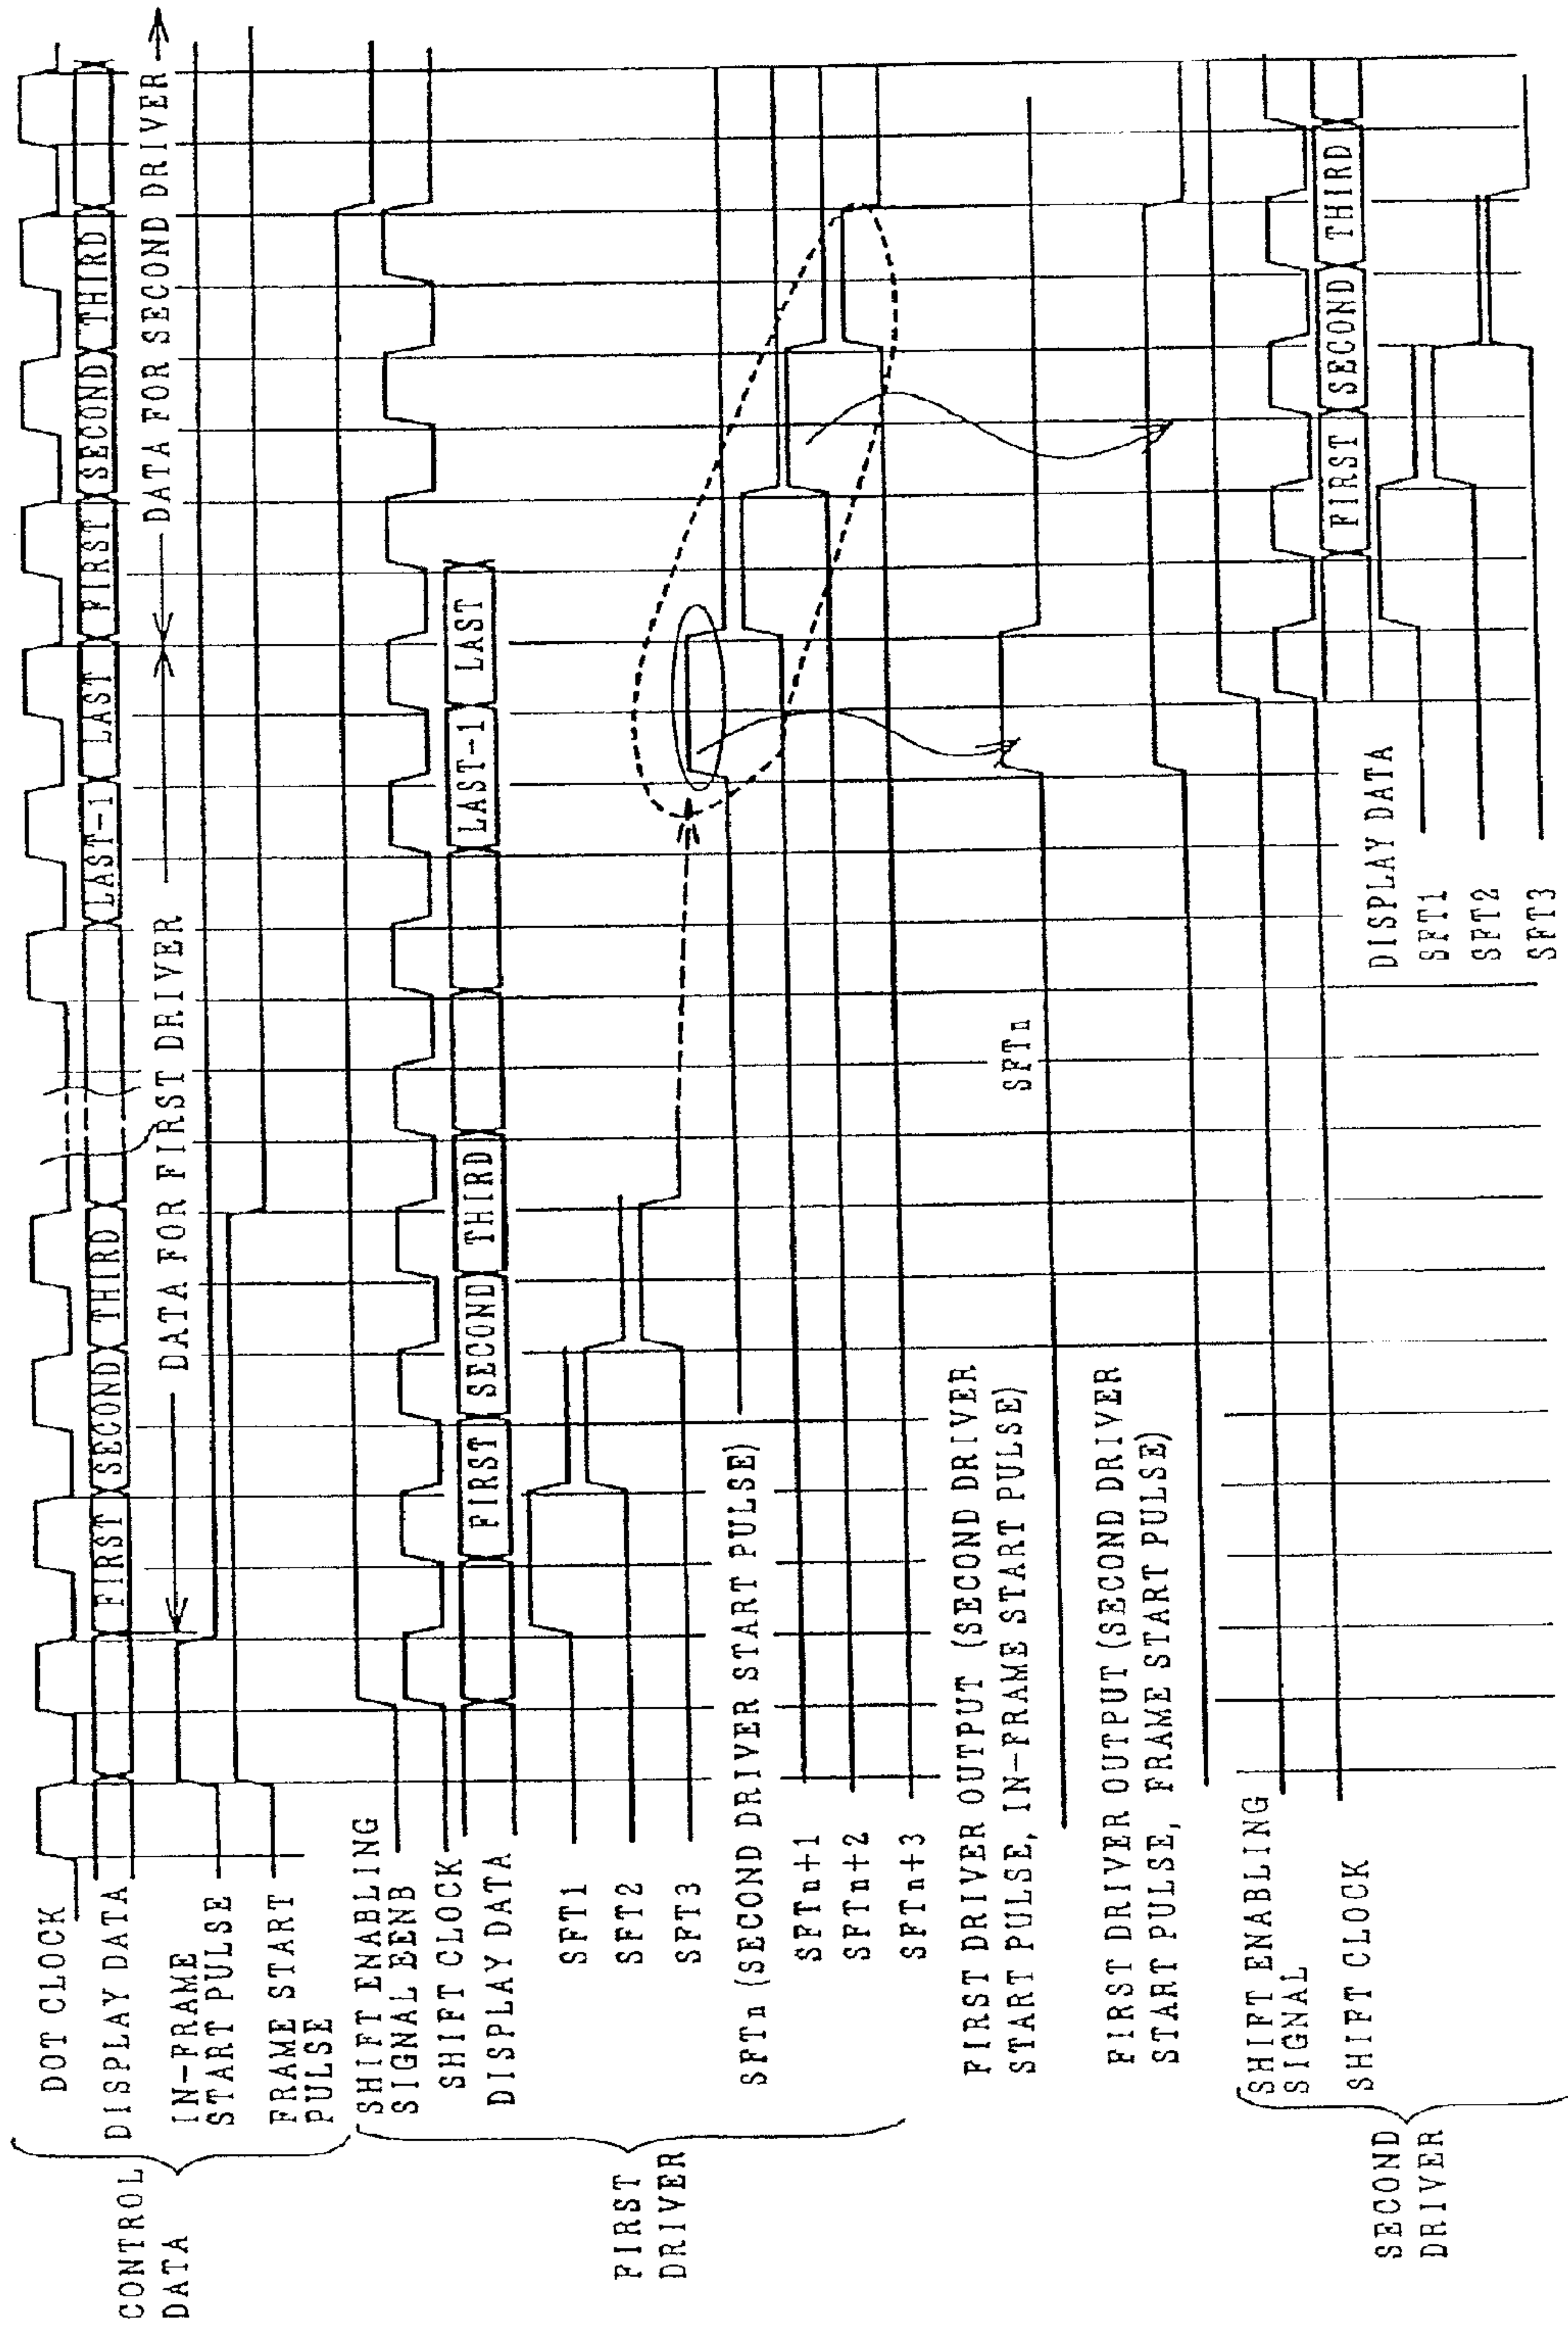 CONTROL
DATA
DOT CLOCK
DISPLAY DATA
FIRST SECOND THIRD LAST-1 LAST FIRST SECOND THIRD
DATA FOR FIRST DRIVER
DATA FOR SECOND DRIVER
IN-FRAME
START PULSE
FRAME START
PULSE
FIRST
DRIVER
SHIFT ENABLING
SIGNAL EENB
SHIFT CLOCK
DISPLAY DATA
FIRST SECOND THIRD LAST-1 LAST
SFT1
SFT2
SFT3
SFTn (SECOND DRIVER START PULSE)
SFTn+1
SFTn+2
SFTn+3
FIRST DRIVER OUTPUT (SECOND DRIVER
START PULSE, IN-FRAME START PULSE)
SFTn
FIRST DRIVER OUTPUT (SECOND DRIVER
START PULSE, FRAME START PULSE)
SECOND
DRIVER
SHIFT ENABLING
SIGNAL
SHIFT CLOCK
FIRST SECOND THIRD
DISPLAY DATA
SFT1
SFT2
SFT3